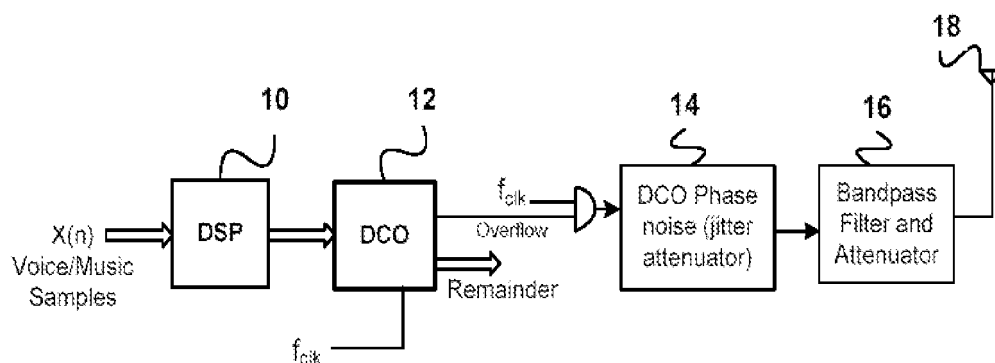 18
10
12
14
16
X(n)
Voice/Music
Samples
DSP
DCO
f_clk
Overflow
Remainder
f_clk
DCO Phase
noise (jitter
attenuator)
Bandpass
Filter and
Attenuator